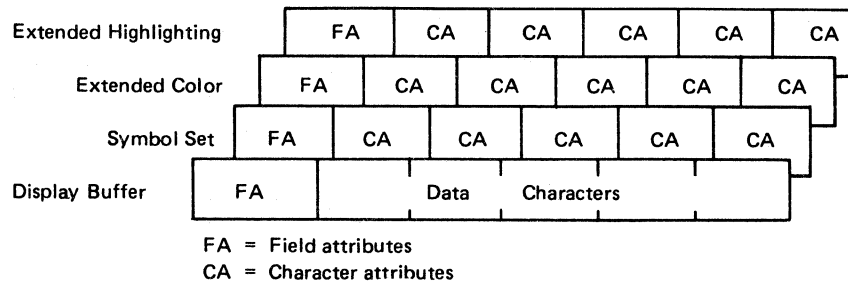 Extended Highlighting FA CA CA CA CA CA
Extended Color FA CA CA CA CA CA
Symbol Set FA CA CA CA CA CA
Display Buffer FA Data Characters
FA = Field attributes
CA = Character attributes